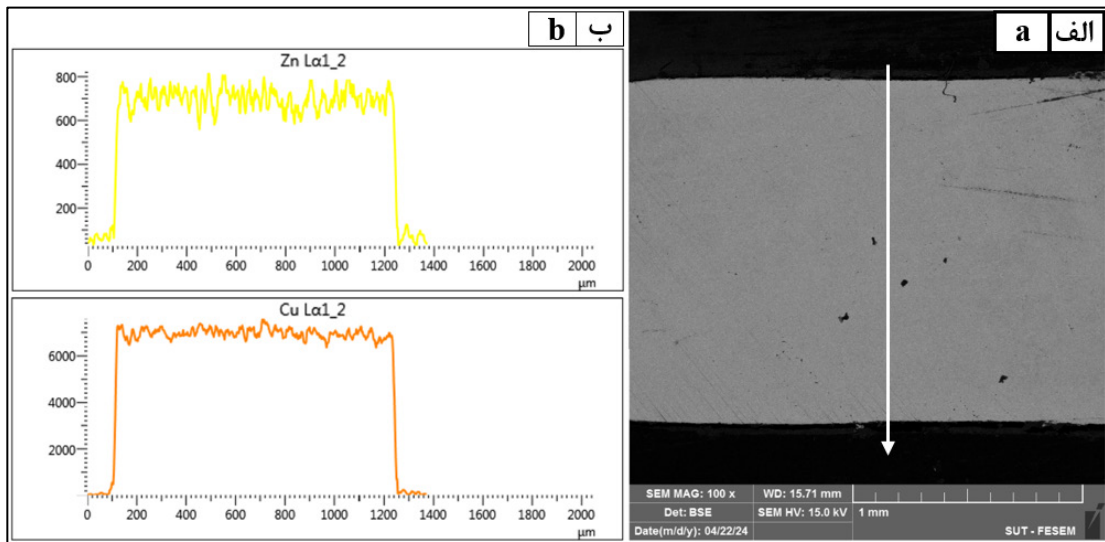 ب b
Zn Lα1_2
800
600
400
200
0 200 400 600 800 1000 1200 1400 1600 1800 2000
µm
Cu Lα1_2
6000
4000
2000
0 200 400 600 800 1000 1200 1400 1600 1800 2000
µm
الف a
SEM MAG: 100 x WD: 15.71 mm
Det: BSE SEM HV: 15.0 kV 1 mm
Date(m/d/y): 04/22/24 SUT - FESEM